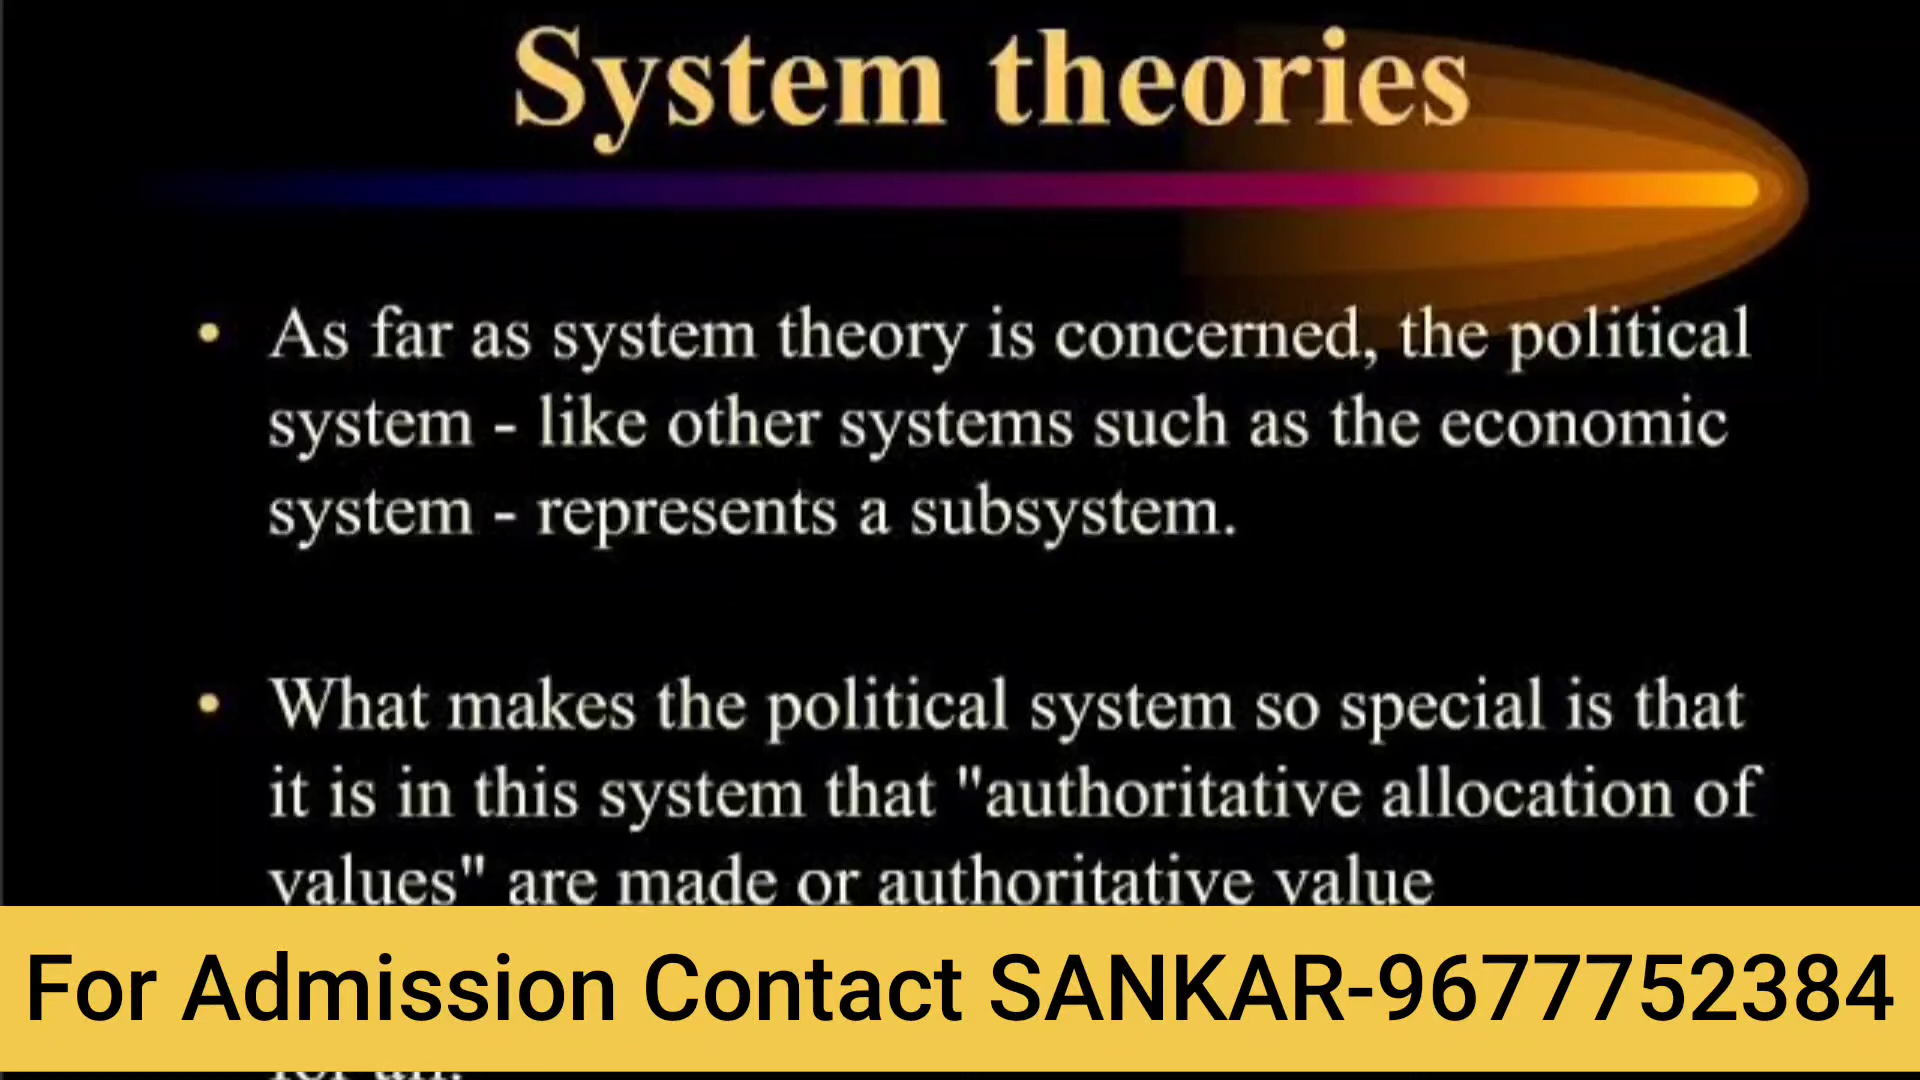 System theories
• As far as system theory is concerned, the political
system - like other systems such as the economic
system - represents a subsystem.
• What makes the political system so special is that
it is in this system that "authoritative allocation of
values" are made or authoritative value
For Admission Contact SANKAR-9677752384
for all.